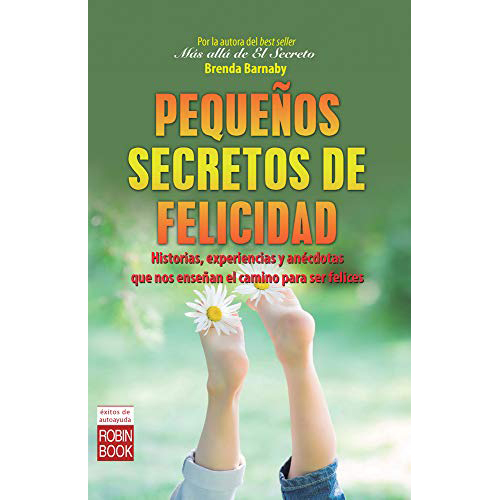 Por la autora del best seller
Más allá de El Secreto
Brenda Barnaby
PEQUEÑOS
SECRETOS DE
FELICIDAD
Historias, experiencias y anécdotas
que nos enseñan el camino para ser felices
éxitos de
autoayuda
ROBIN
BOOK